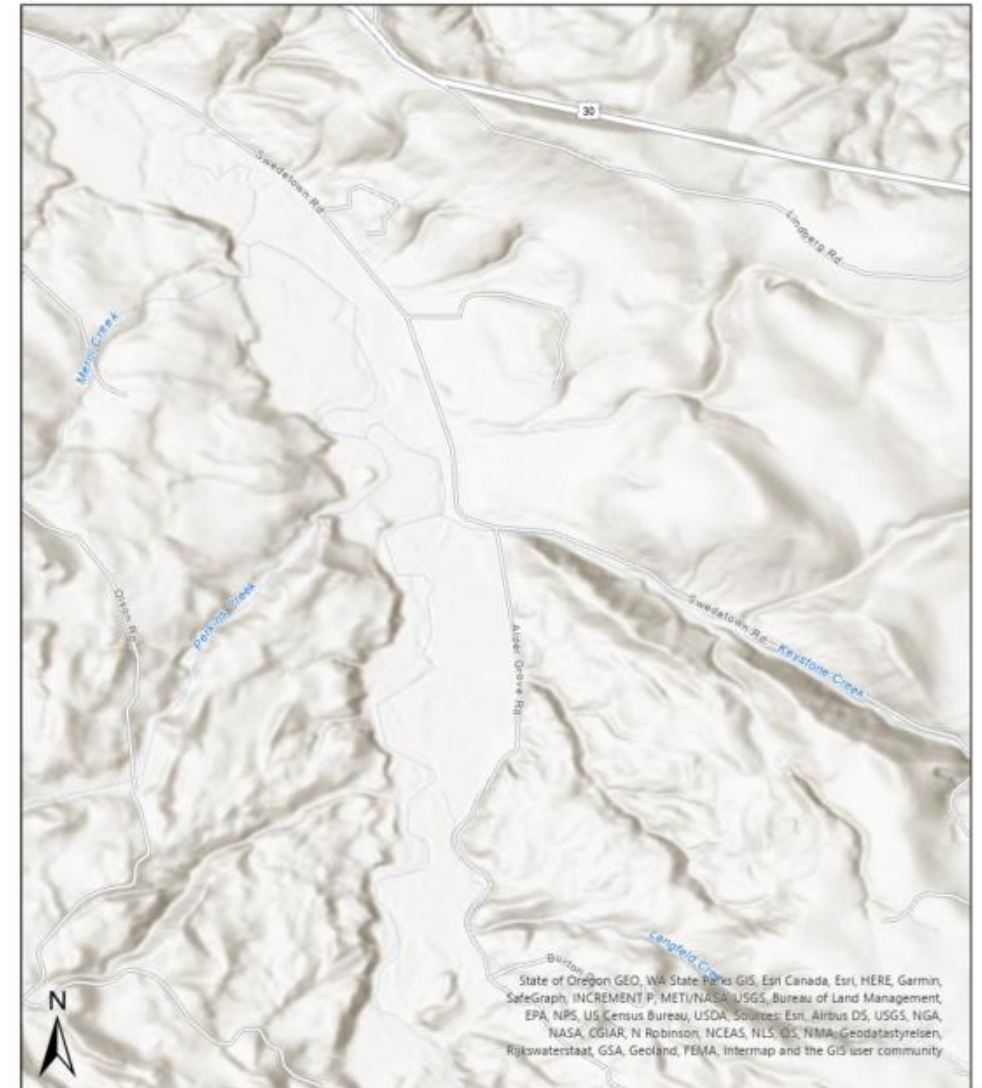 30
Swedetown Rd
Lindberg Rd
Creek
Olson Rd
Perkins Creek
Alder Grove Rd
Swedetown Rd
Keystone Creek
Langfeld Creek
Burton
State of Oregon GEO, WA State Parks GIS, Esri Canada, Esri, HERE, Garmin,
SafeGraph, INCREMENT P, METI/NASA, USGS, Bureau of Land Management,
EPA, NPS, US Census Bureau, USDA, Sources: Esri, Airbus DS, USGS, NGA,
NASA, CGIAR, N Robinson, NCEAS, NLS, OS, NMA, Geodatastyrelsen,
Rijkswaterstaat, GSA, Geoland, FEMA, Intermap and the GIS user community
N